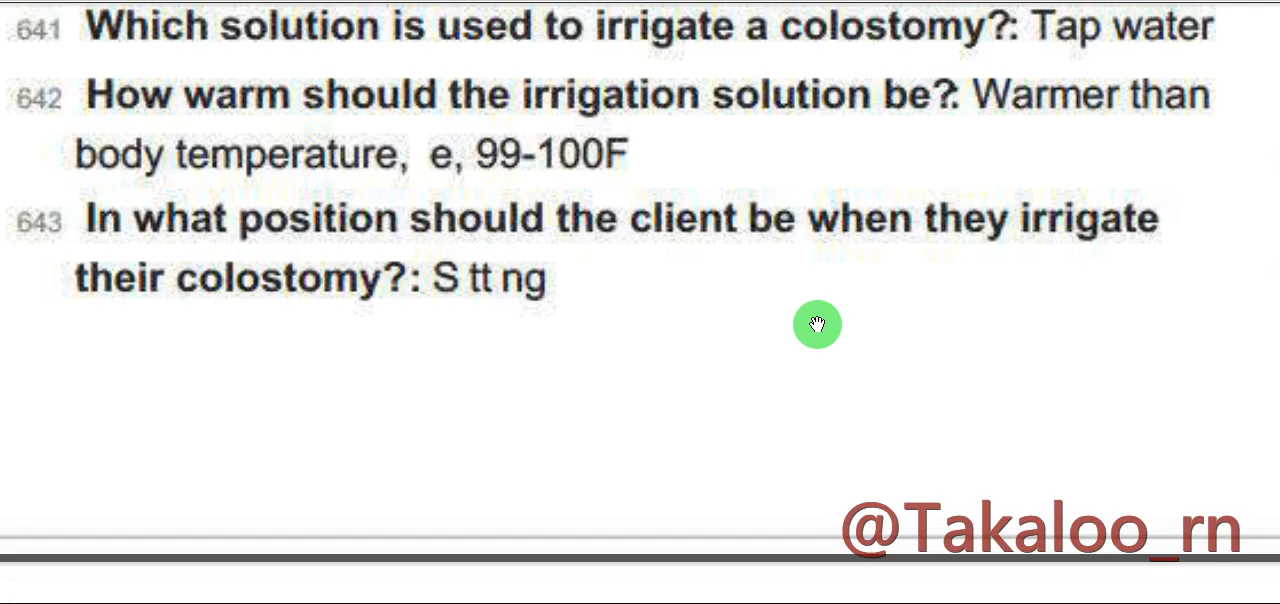 641 Which solution is used to irrigate a colostomy?: Tap water
642 How warm should the irrigation solution be?: Warmer than
body temperature, e, 99-100F
643 In what position should the client be when they irrigate
their colostomy?: S tt ng
@Takaloo_rn